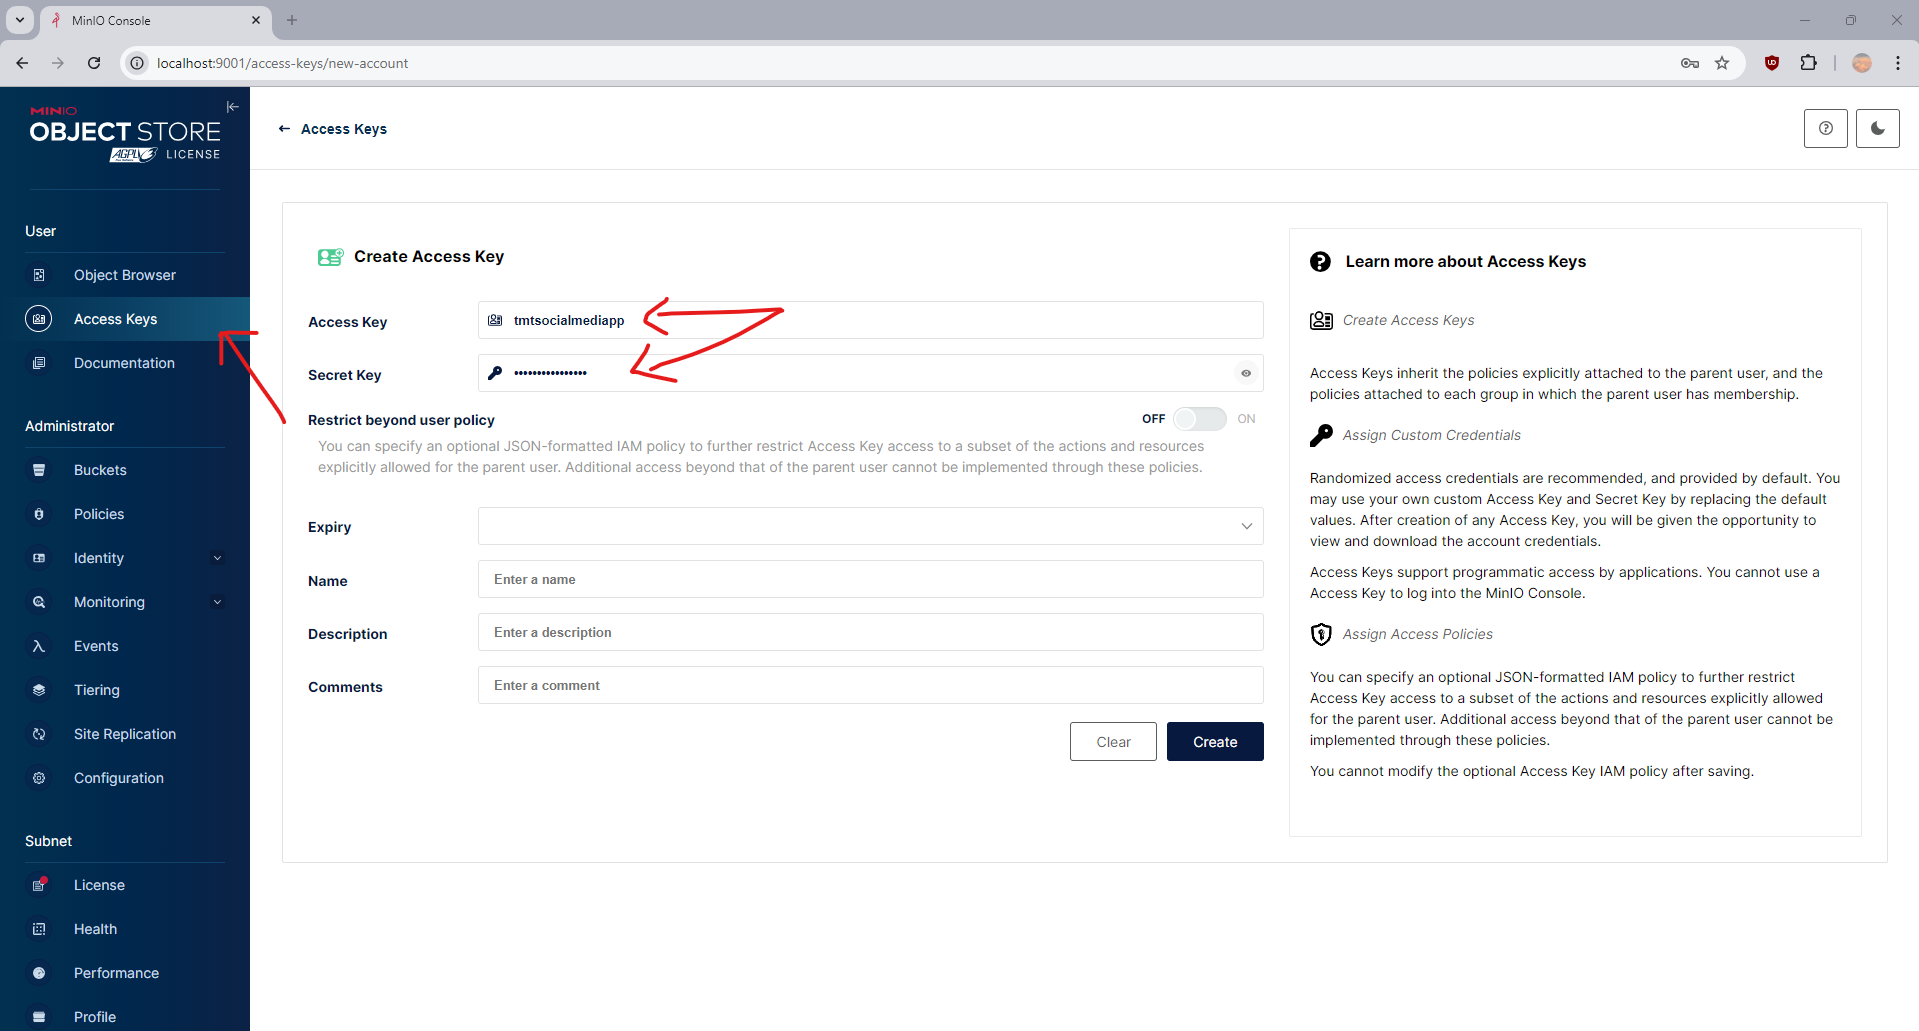 MinIO Console
localhost:9001/access-keys/new-account
MINIO
OBJECT STORE
AGPLv3 LICENSE
User
Object Browser
Access Keys
Documentation
Administrator
Buckets
Policies
Identity
Monitoring
Events
Tiering
Site Replication
Configuration
Subnet
License
Health
Performance
Profile
Access Keys
Create Access Key
Access Key
tmtsocialmediapp
Secret Key
••••••••••••••••
Restrict beyond user policy
OFF
ON
You can specify an optional JSON-formatted IAM policy to further restrict Access Key access to a subset of the actions and resources
explicitly allowed for the parent user. Additional access beyond that of the parent user cannot be implemented through these policies.
Expiry
Name
Enter a name
Description
Enter a description
Comments
Enter a comment
Clear
Create
Learn more about Access Keys
Create Access Keys
Access Keys inherit the policies explicitly attached to the parent user, and the
policies attached to each group in which the parent user has membership.
Assign Custom Credentials
Randomized access credentials are recommended, and provided by default. You
may use your own custom Access Key and Secret Key by replacing the default
values. After creation of any Access Key, you will be given the opportunity to
view and download the account credentials.
Access Keys support programmatic access by applications. You cannot use a
Access Key to log into the MinIO Console.
Assign Access Policies
You can specify an optional JSON-formatted IAM policy to further restrict
Access Key access to a subset of the actions and resources explicitly allowed
for the parent user. Additional access beyond that of the parent user cannot be
implemented through these policies.
You cannot modify the optional Access Key IAM policy after saving.